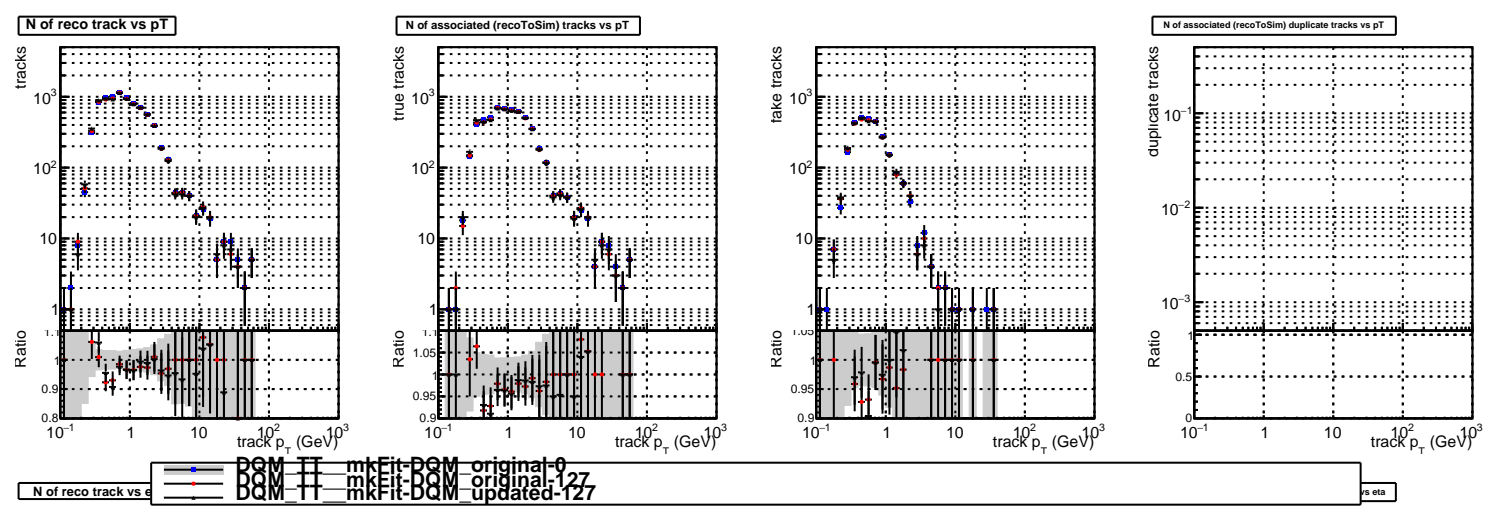 N of reco track vs pT
N of associated (recoToSim) tracks vs pT
N of associated (recoToSim) duplicate tracks vs pT
tracks
10³
10²
10
1
true tracks
10³
10²
10
1
fake tracks
10³
10²
10
1
duplicate tracks
10⁻¹
10⁻²
10⁻³
Ratio
1.1
1
0.9
0.8
Ratio
1.1
1.05
1
0.95
0.9
Ratio
1.05
1
0.95
0.9
Ratio
1
0.5
0
10⁻¹ 1 10 10² 10³
track p_T (GeV)
10⁻¹ 1 10 10² 10³
track p_T (GeV)
10⁻¹ 1 10 10² 10³
track p_T (GeV)
10⁻¹ 1 10 10² 10³
track p_T (GeV)
DQM_TT__mkFit-DQM_original-0
DQM_TT__mkFit-DQM_original-127
DQM_TT__mkFit-DQM_updated-127
N of reco track vs e
vs eta